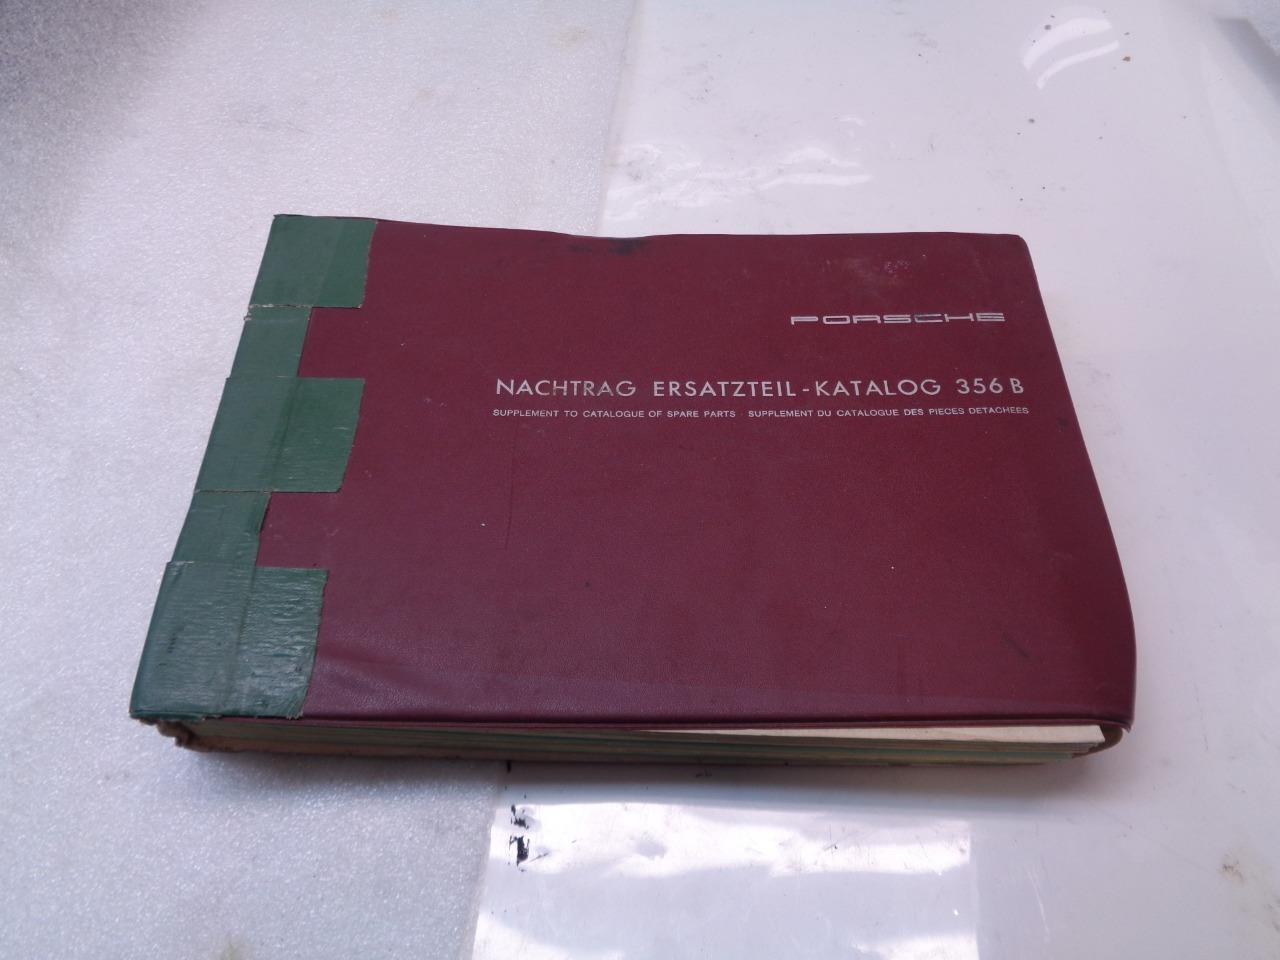 PORSCHE
NACHTRAG ERSATZTEIL-KATALOG 356 B
SUPPLEMENT TO CATALOGUE OF SPARE PARTS · SUPPLEMENT DU CATALOGUE DES PIECES DETACHEES